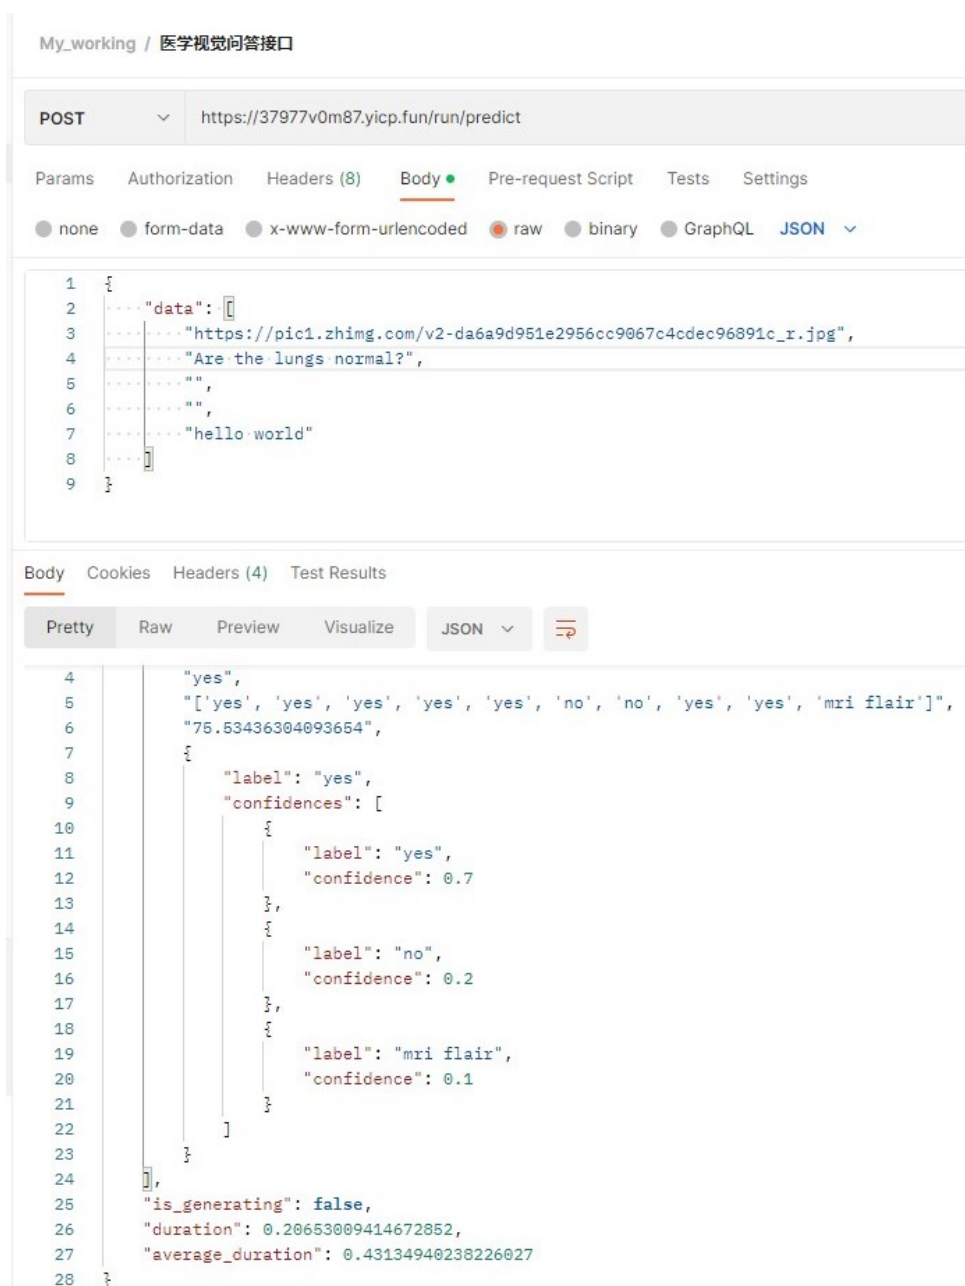 My_working / 医学视觉问答接口
POST https://37977v0m87.yicp.fun/run/predict
Params Authorization Headers (8) Body Pre-request Script Tests Settings
none form-data x-www-form-urlencoded raw binary GraphQL JSON
1 {
2 "data": [
3 "https://pic1.zhimg.com/v2-da6a9d951e2956cc9067c4cdec96891c_r.jpg",
4 "Are the lungs normal?",
5 "",
6 "",
7 "hello world"
8 ]
9 }
Body Cookies Headers (4) Test Results
Pretty Raw Preview Visualize JSON
4 "yes",
5 "['yes', 'yes', 'yes', 'yes', 'yes', 'no', 'no', 'yes', 'yes', 'mri flair']",
6 "75.53436304093654",
7 {
8 "label": "yes",
9 "confidences": [
10 {
11 "label": "yes",
12 "confidence": 0.7
13 },
14 {
15 "label": "no",
16 "confidence": 0.2
17 },
18 {
19 "label": "mri flair",
20 "confidence": 0.1
21 }
22 ]
23 }
24 ],
25 "is_generating": false,
26 "duration": 0.20653009414672852,
27 "average_duration": 0.43134940238226027
28 }